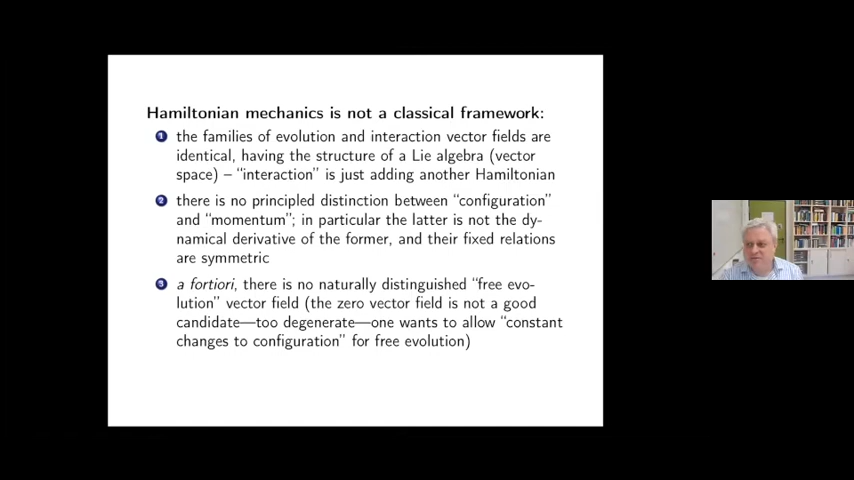 Hamiltonian mechanics is not a classical framework:
1 the families of evolution and interaction vector fields are
identical, having the structure of a Lie algebra (vector
space) – “interaction” is just adding another Hamiltonian
2 there is no principled distinction between “configuration”
and “momentum”; in particular the latter is not the dy-
namical derivative of the former, and their fixed relations
are symmetric
3 a fortiori, there is no naturally distinguished “free evo-
lution” vector field (the zero vector field is not a good
candidate—too degenerate—one wants to allow “constant
changes to configuration” for free evolution)